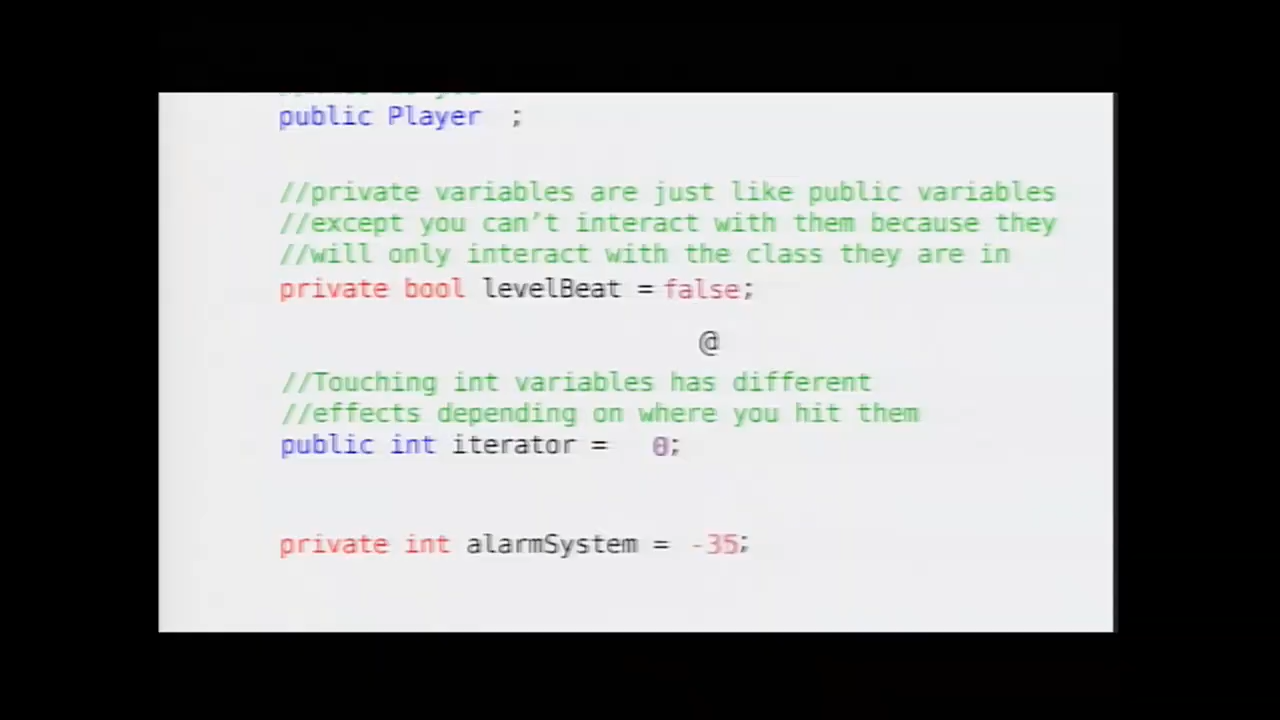 public Player ;
//private variables are just like public variables
//except you can't interact with them because they
//will only interact with the class they are in
private bool levelBeat = false;
@
//Touching int variables has different
//effects depending on where you hit them
public int iterator = 0;
private int alarmSystem = -35;